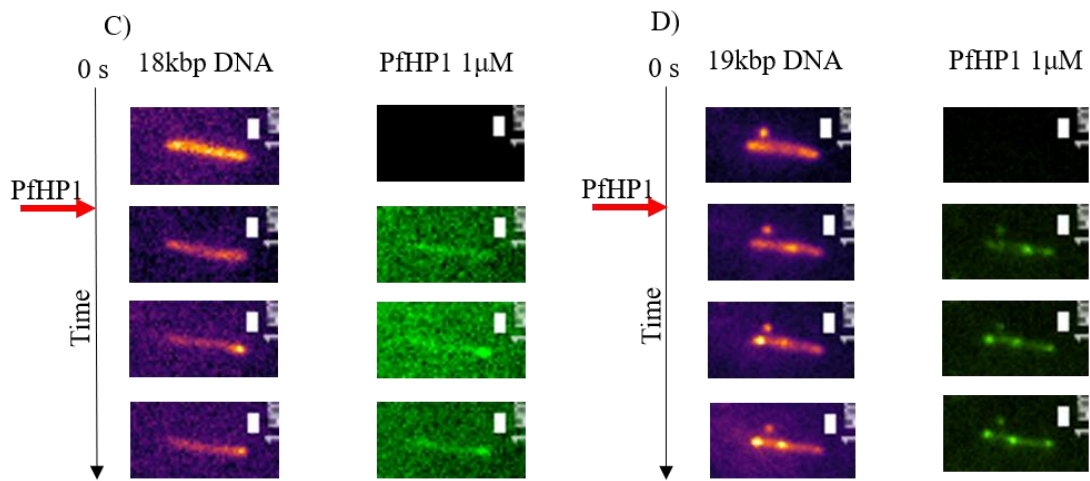 C)
0 s
18kbp DNA
PfHP1 1μM
PfHP1
Time
D)
0 s
19kbp DNA
PfHP1 1μM
PfHP1
Time